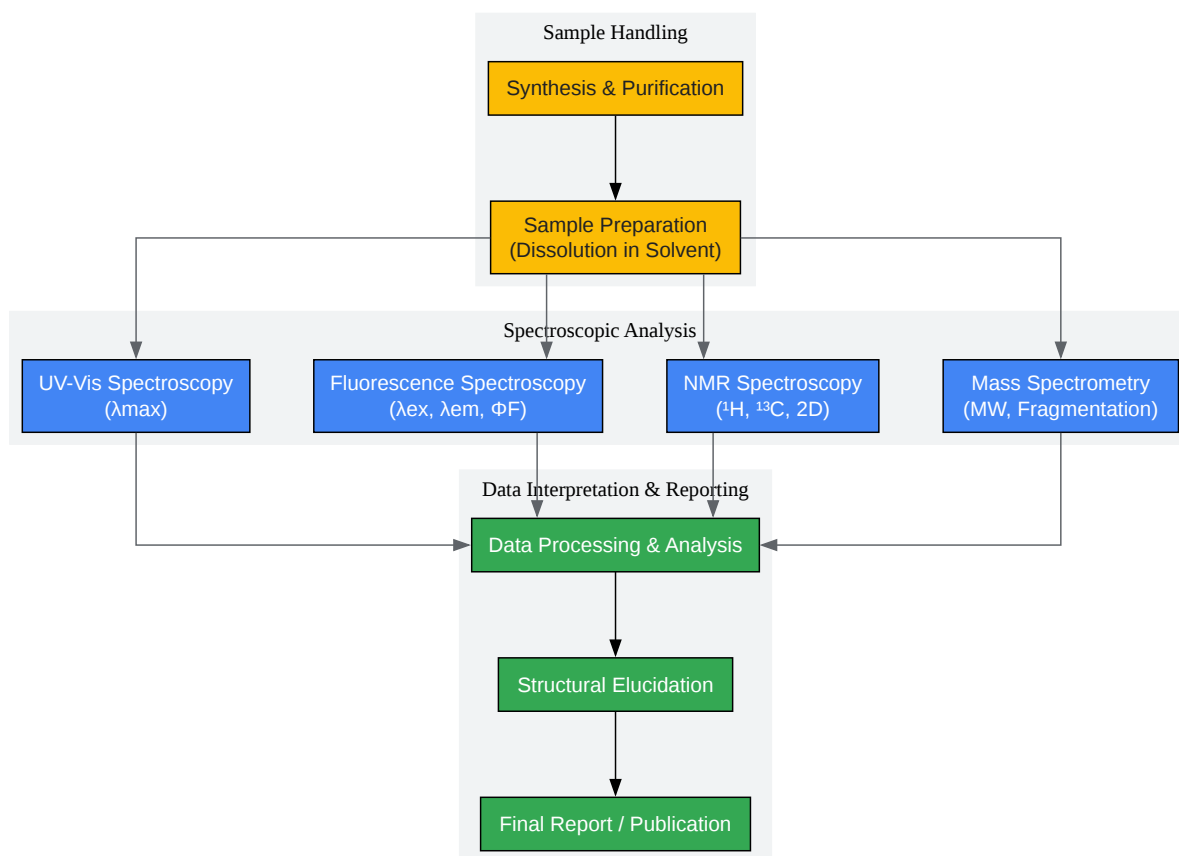 Sample Handling
Synthesis & Purification
Sample Preparation
(Dissolution in Solvent)
Spectroscopic Analysis
UV-Vis Spectroscopy
(λmax)
Fluorescence Spectroscopy
(λex, λem, ΦF)
NMR Spectroscopy
(¹H, ¹³C, 2D)
Mass Spectrometry
(MW, Fragmentation)
Data Interpretation & Reporting
Data Processing & Analysis
Structural Elucidation
Final Report / Publication